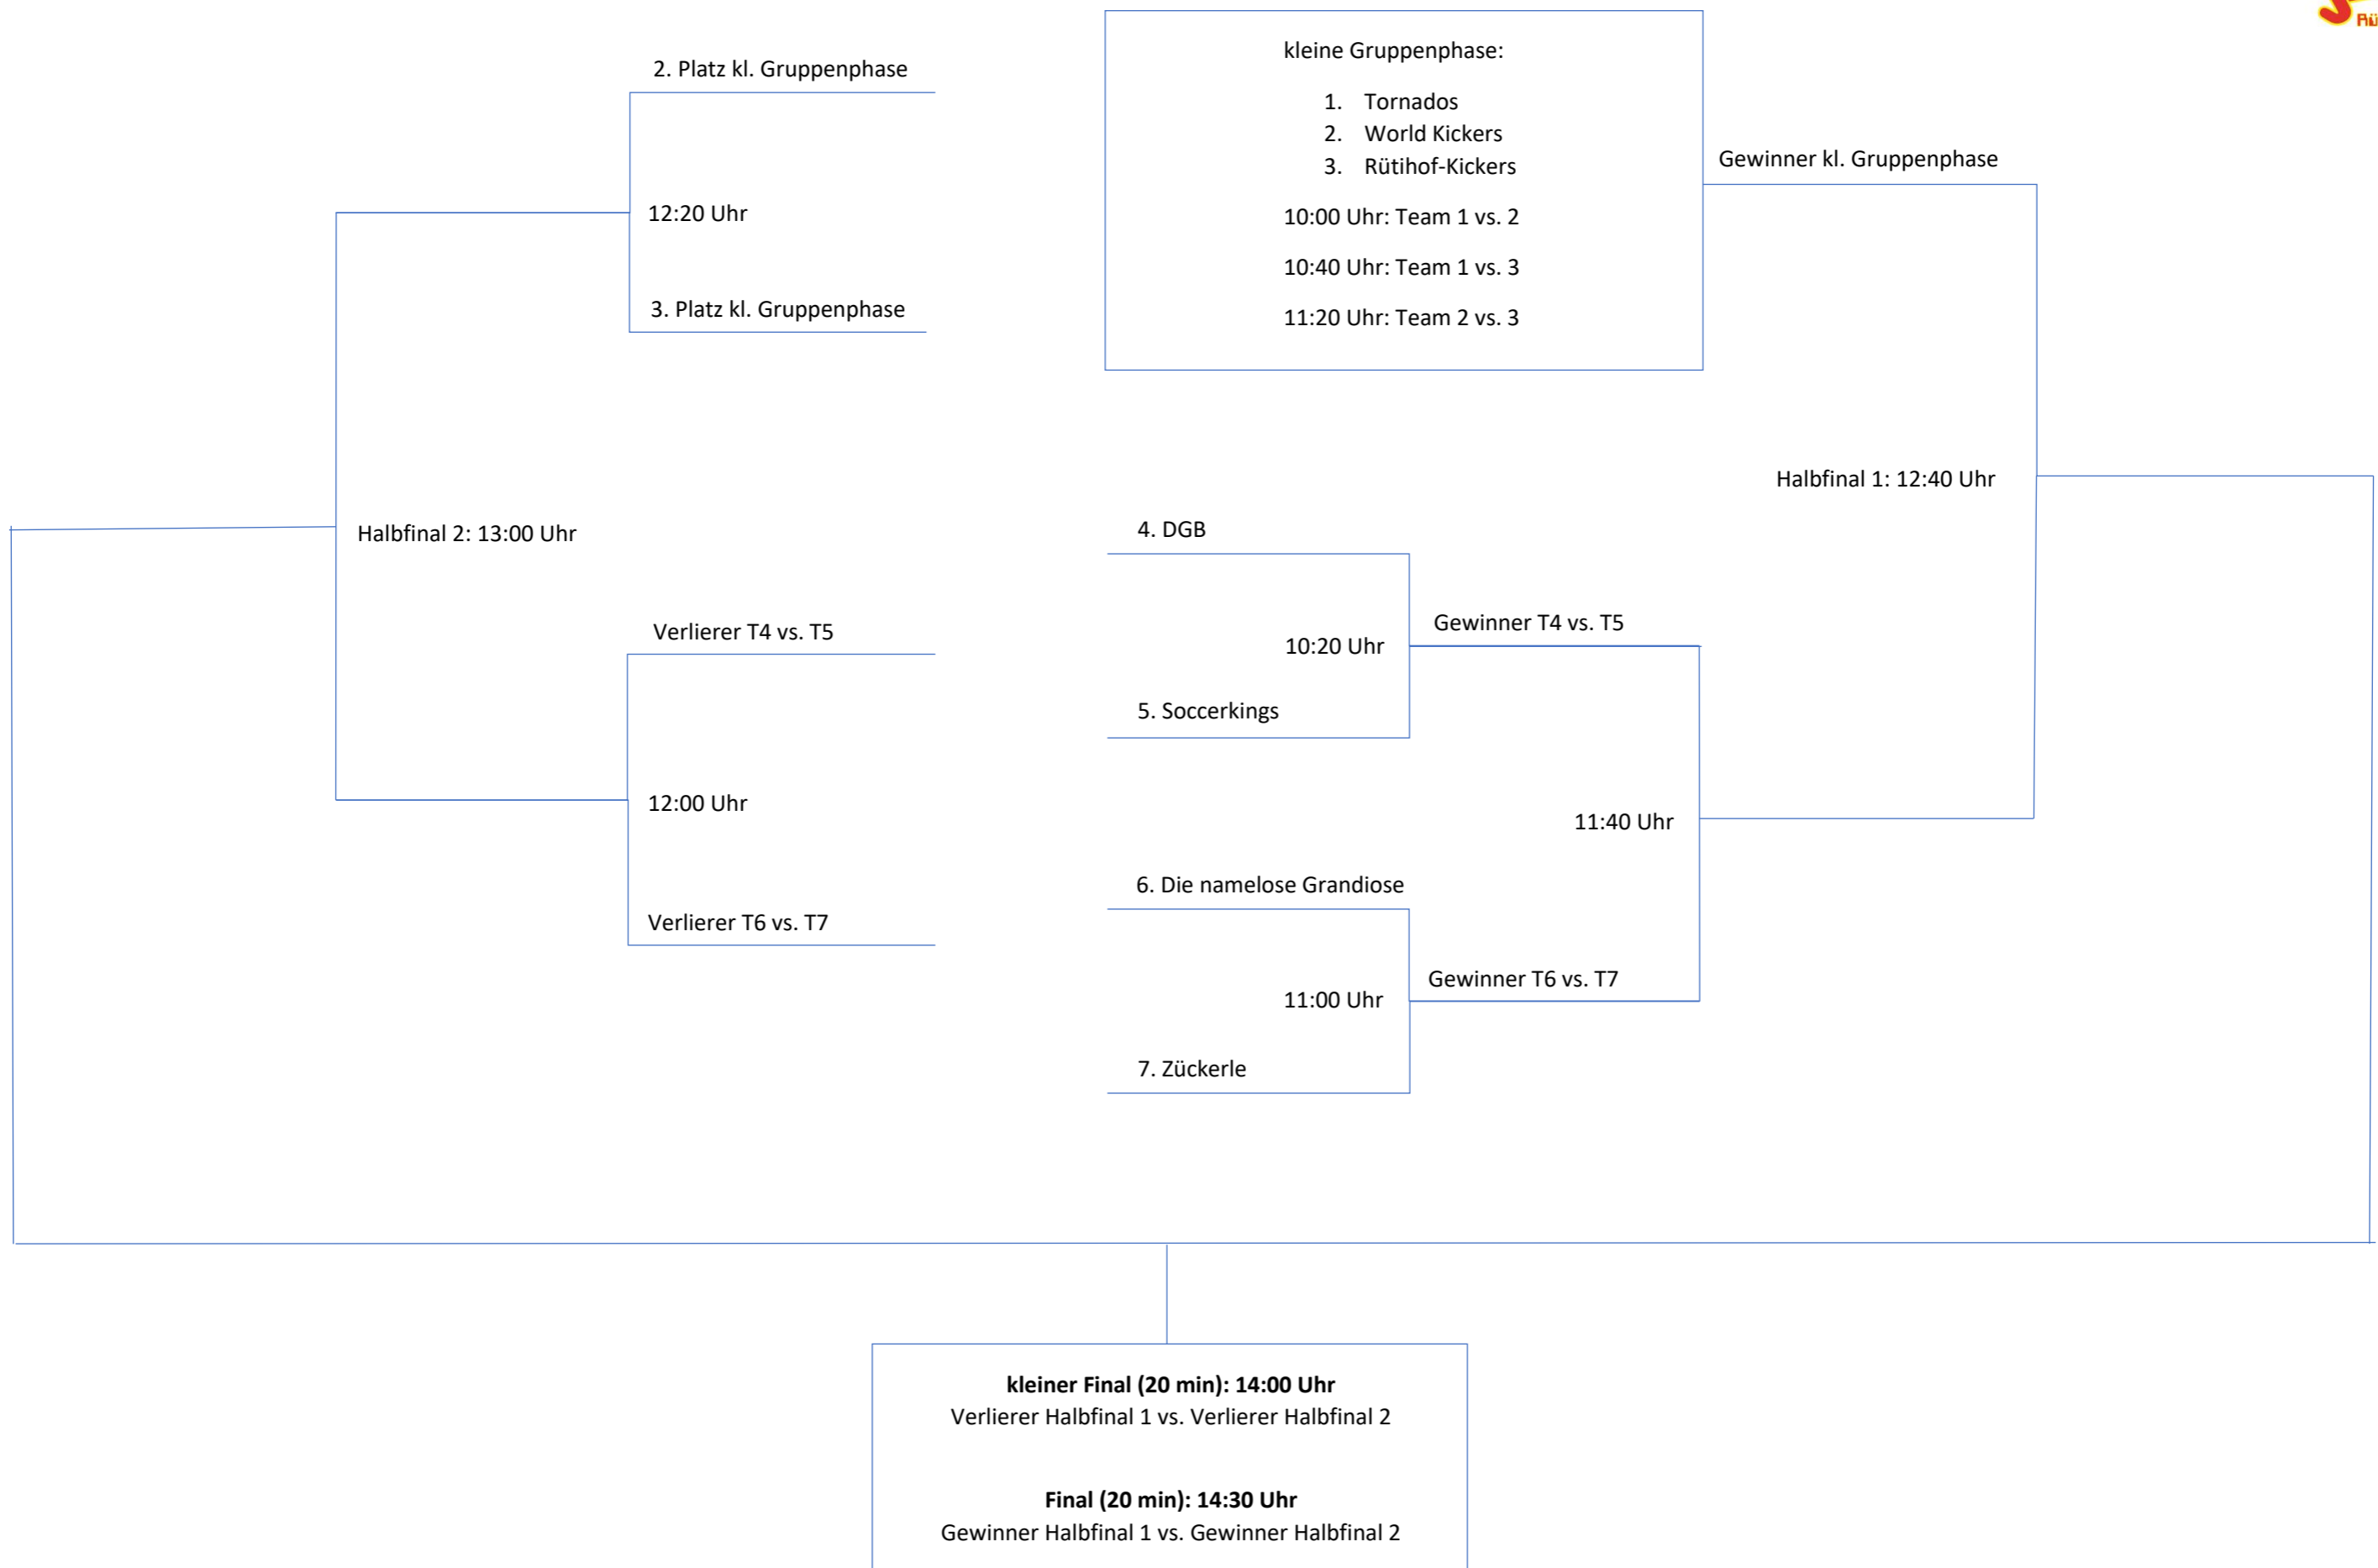 Rü
2. Platz kl. Gruppenphase
12:20 Uhr
3. Platz kl. Gruppenphase
kleine Gruppenphase:
1. Tornados
2. World Kickers
3. Rütihof-Kickers
10:00 Uhr: Team 1 vs. 2
10:40 Uhr: Team 1 vs. 3
11:20 Uhr: Team 2 vs. 3
Gewinner kl. Gruppenphase
Halbfinal 1: 12:40 Uhr
Halbfinal 2: 13:00 Uhr
Verlierer T4 vs. T5
12:00 Uhr
Verlierer T6 vs. T7
4. DGB
10:20 Uhr
5. Soccerkings
Gewinner T4 vs. T5
11:40 Uhr
6. Die namelose Grandiose
11:00 Uhr
7. Zückerle
Gewinner T6 vs. T7
kleiner Final (20 min): 14:00 Uhr
Verlierer Halbfinal 1 vs. Verlierer Halbfinal 2
Final (20 min): 14:30 Uhr
Gewinner Halbfinal 1 vs. Gewinner Halbfinal 2